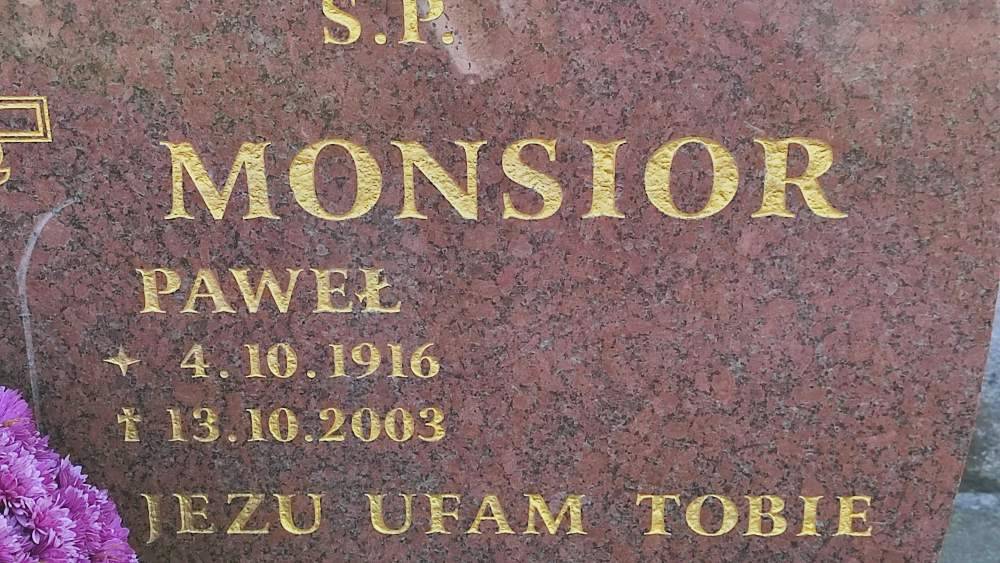 S.P.
MONSIOR
PAWEŁ
4.10.1916
13.10.2003
JEZU UFAM TOBIE